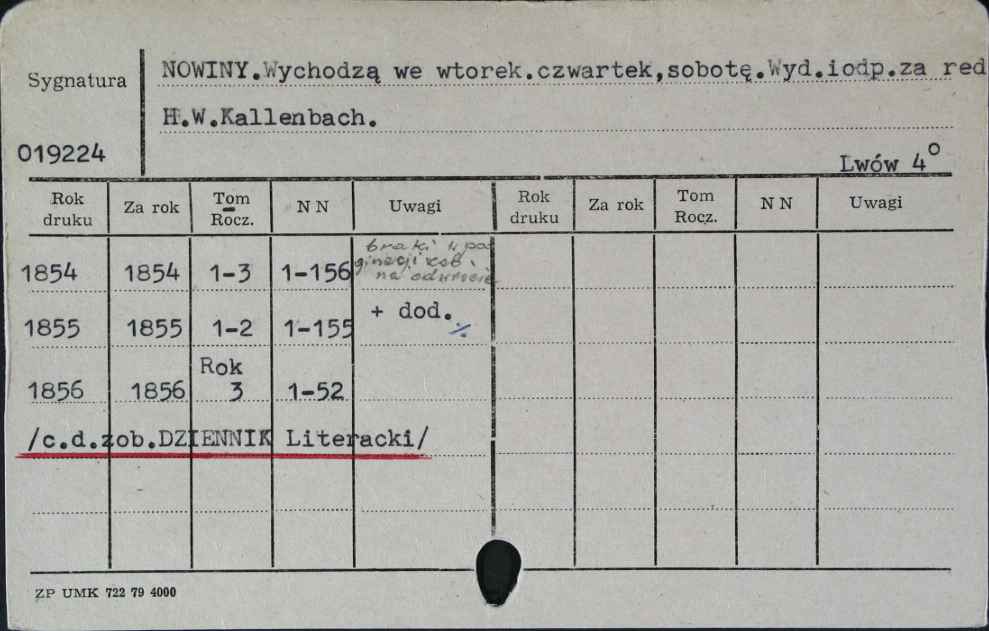 Sygnatura
NOWINY.Wychodzą we wtorek.czwartek,sobotę.Wyd.iodp.za red
H.W.Kallenbach.
019224
Lwów 4°
Rok druku Za rok Tom Rocz. N N Uwagi Rok druku Za rok Tom Rocz. N N Uwagi
braki w pa
ginacji zob.
na odwrocie
1854 1854 1-3 1-156
+ dod.
1855 1855 1-2 1-155 %
Rok
1856 1856 3 1-52
/c.d.zob.DZIENNIK Literacki/
ZP UMK 722 79 4000